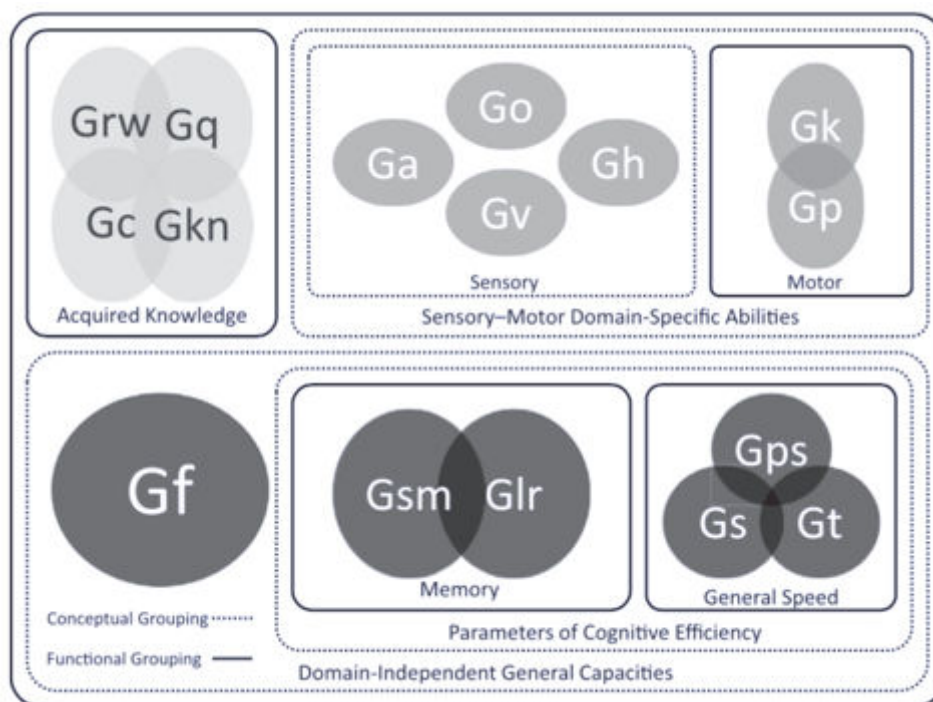 Grw Gq
Gc Gkn
Acquired Knowledge
Go
Ga
Gh
Gv
Sensory
Gk
Gp
Motor
Sensory–Motor Domain-Specific Abilities
Gf
Gsm Glr
Memory
Gps
Gs Gt
General Speed
Parameters of Cognitive Efficiency
Conceptual Grouping
Functional Grouping
Domain-Independent General Capacities